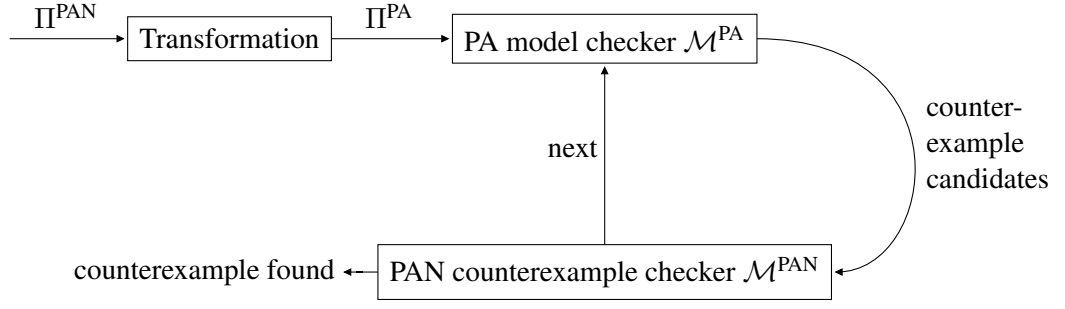 Π^PAN
Transformation
Π^PA
PA model checker ℳ^PA
counter-
example
candidates
next
counterexample found
PAN counterexample checker ℳ^PAN